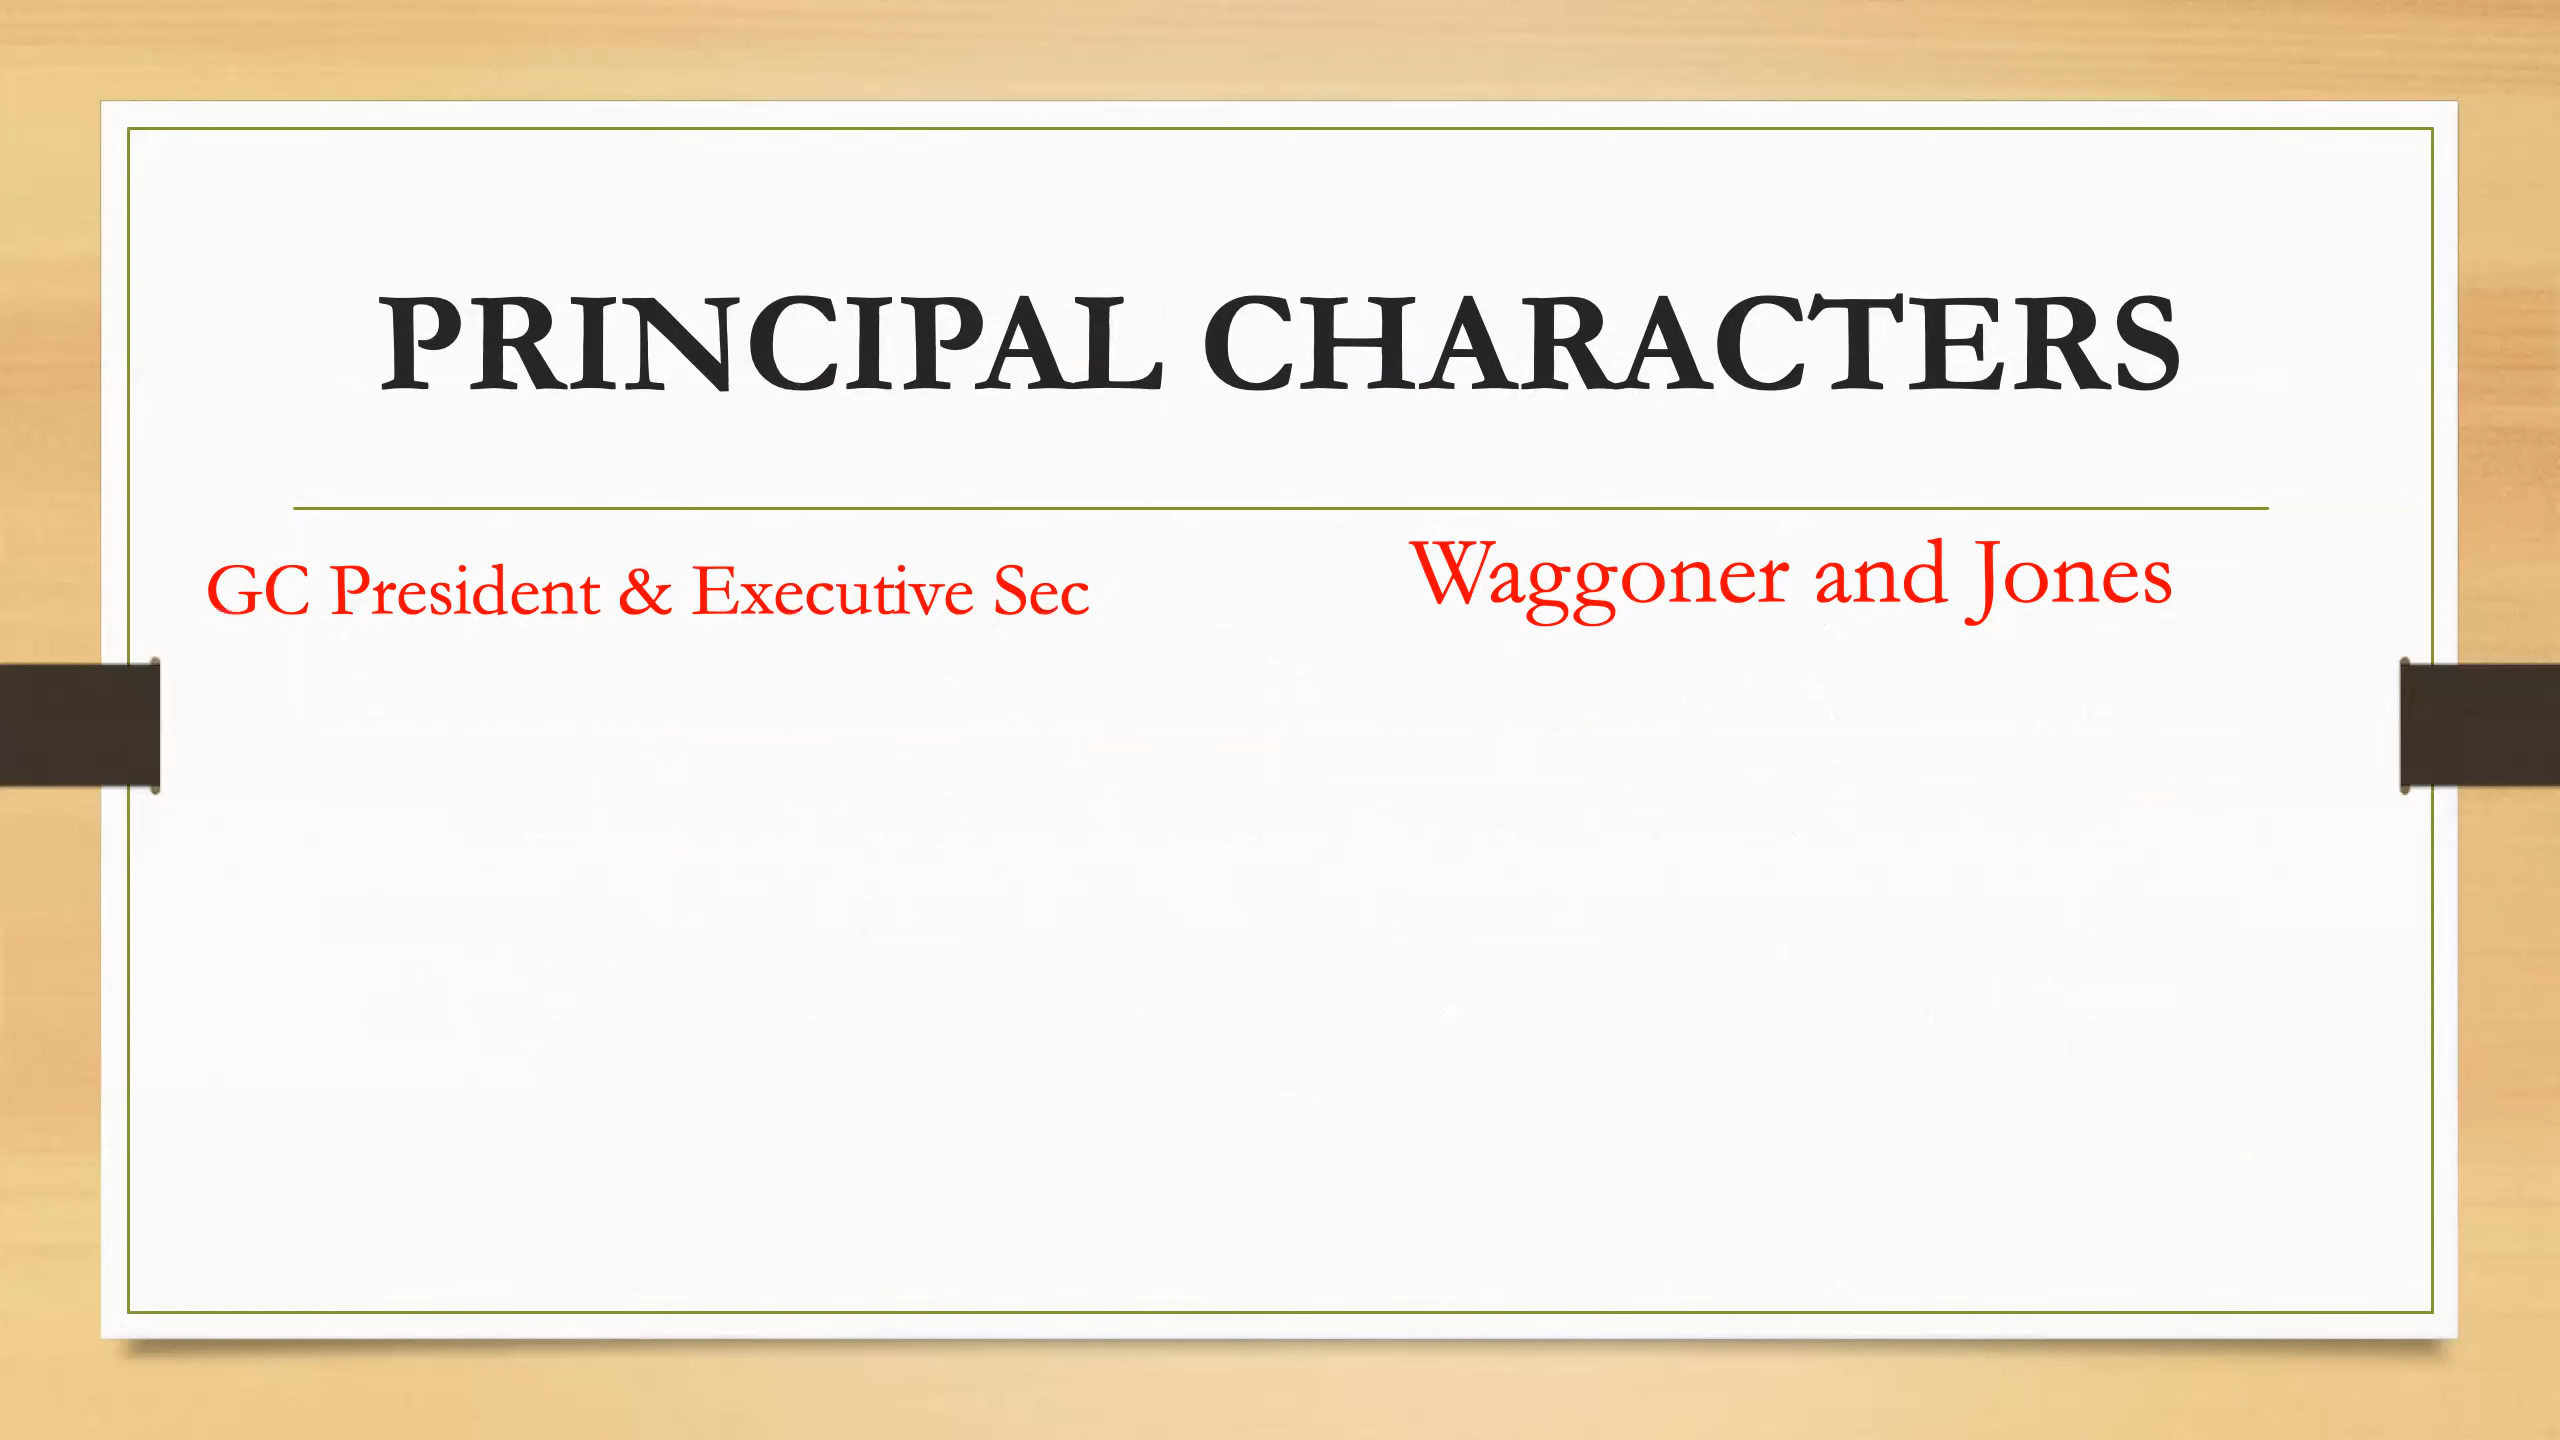 PRINCIPAL CHARACTERS
GC President & Executive Sec
Waggoner and Jones